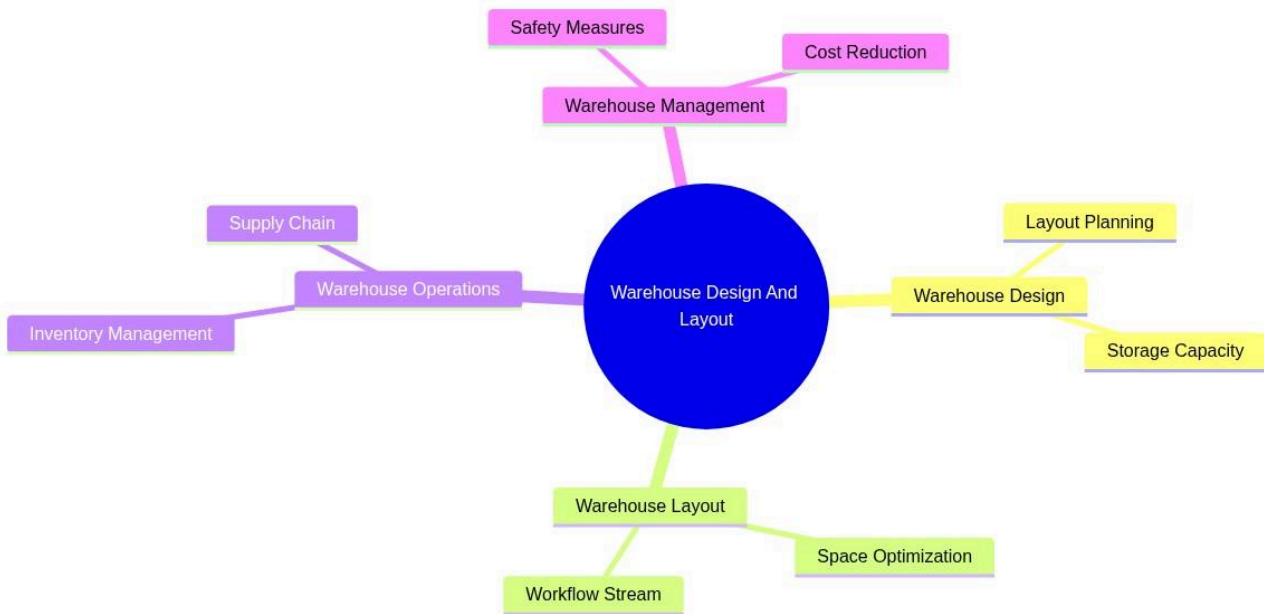 Safety Measures
Cost Reduction
Warehouse Management
Supply Chain
Layout Planning
Warehouse Operations
Warehouse Design And
Layout
Warehouse Design
Inventory Management
Storage Capacity
Warehouse Layout
Space Optimization
Workflow Stream